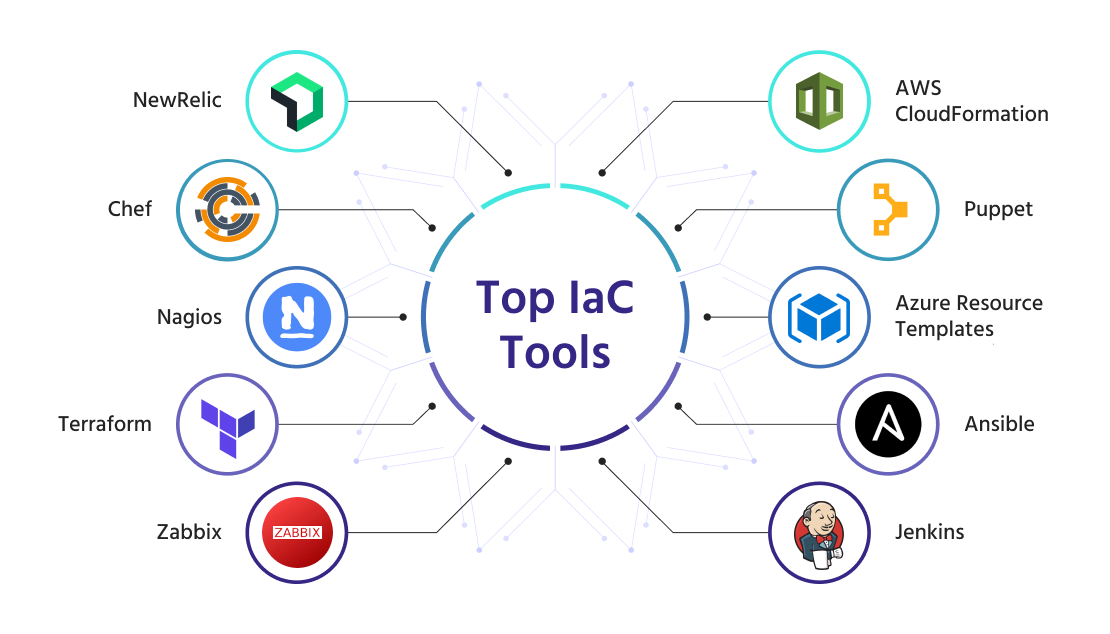 NewRelic
AWS
CloudFormation
Chef
Puppet
Top IaC
Tools
Nagios
N
Azure Resource
Templates
Terraform
Ansible
Zabbix
ZABBIX
Jenkins